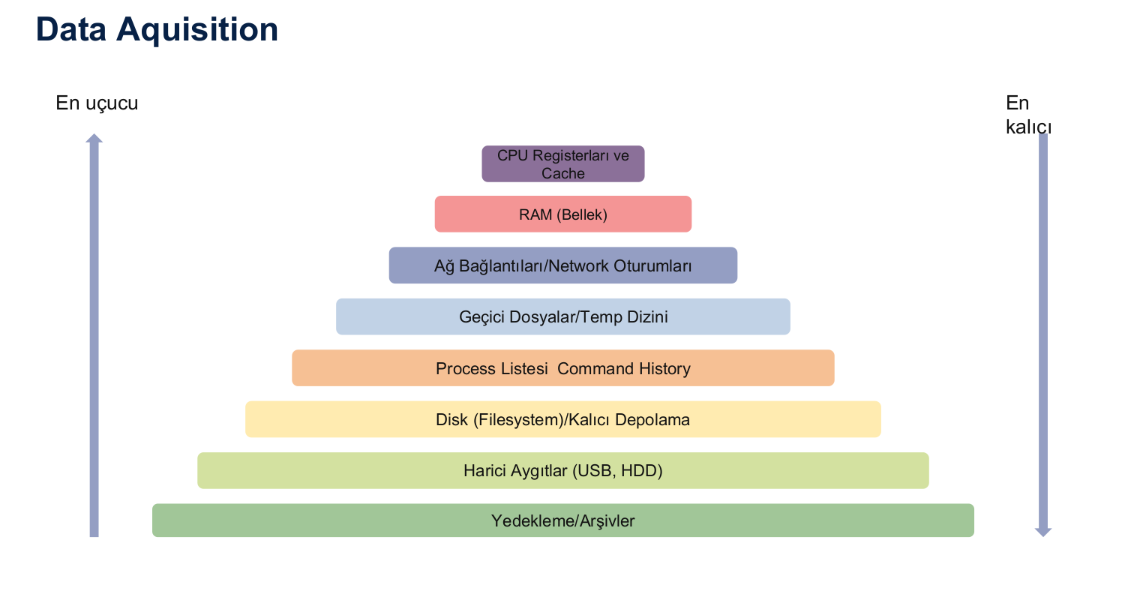 Data Aquisition
En uçucu
En
kalıcı
CPU Registerları ve
Cache
RAM (Bellek)
Ağ Bağlantıları/Network Oturumları
Geçici Dosyalar/Temp Dizini
Process Listesi  Command History
Disk (Filesystem)/Kalıcı Depolama
Harici Aygıtlar (USB, HDD)
Yedekleme/Arşivler